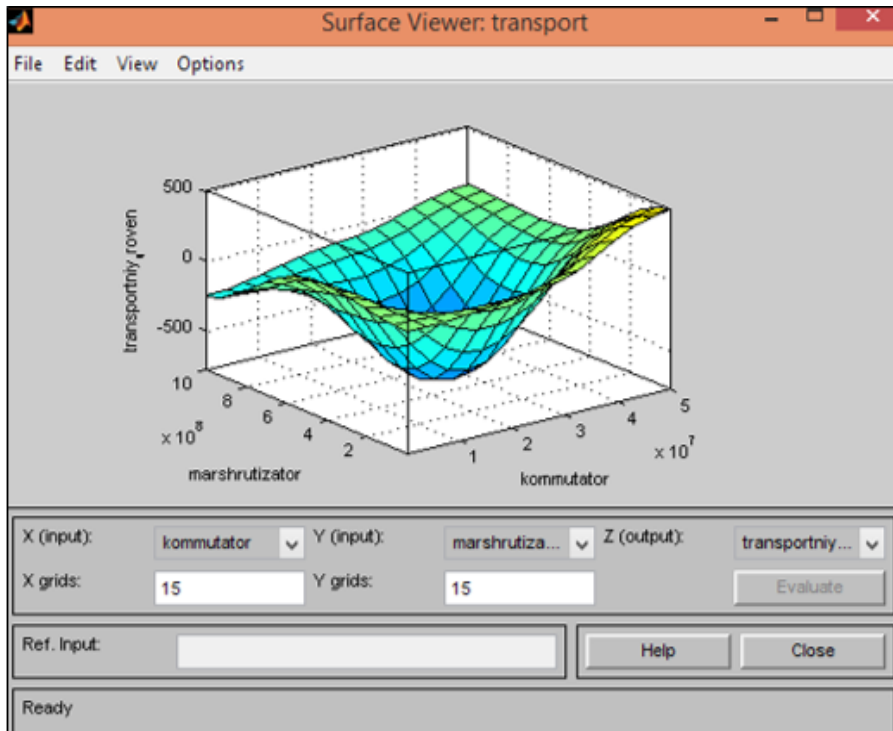 Surface Viewer: transport
File Edit View Options
500
0
-500
transportniy_roven
10
8
6
4
2
x 10^8
marshrutizator
1
2
3
4
5
x 10^7
kommutator
X (input): kommutator Y (input): marshrutiza... Z (output): transportniy...
X grids: 15 Y grids: 15 Evaluate
Ref. Input: Help Close
Ready